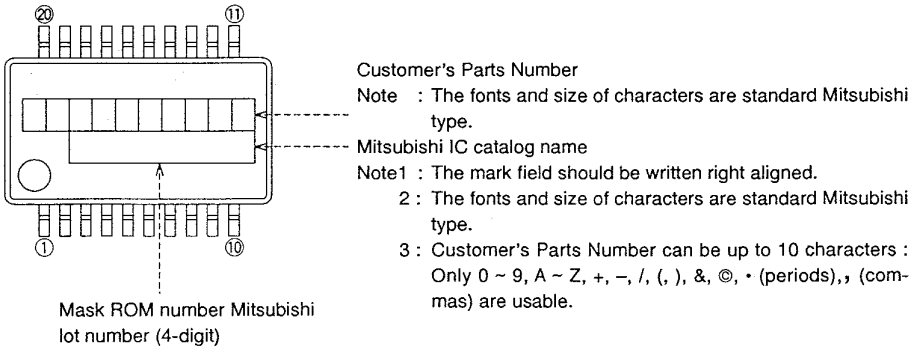 ⑳ ⑪
① ⑩
Customer's Parts Number
Note : The fonts and size of characters are standard Mitsubishi
type.
Mitsubishi IC catalog name
Note1 : The mark field should be written right aligned.
2 : The fonts and size of characters are standard Mitsubishi
type.
3 : Customer's Parts Number can be up to 10 characters :
Only 0 ~ 9, A ~ Z, +, −, /, (, ), &, ©, · (periods),, (com-
mas) are usable.
Mask ROM number Mitsubishi
lot number (4-digit)